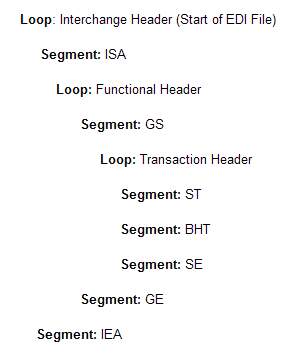 Loop: Interchange Header (Start of EDI File)
Segment: ISA
Loop: Functional Header
Segment: GS
Loop: Transaction Header
Segment: ST
Segment: BHT
Segment: SE
Segment: GE
Segment: IEA